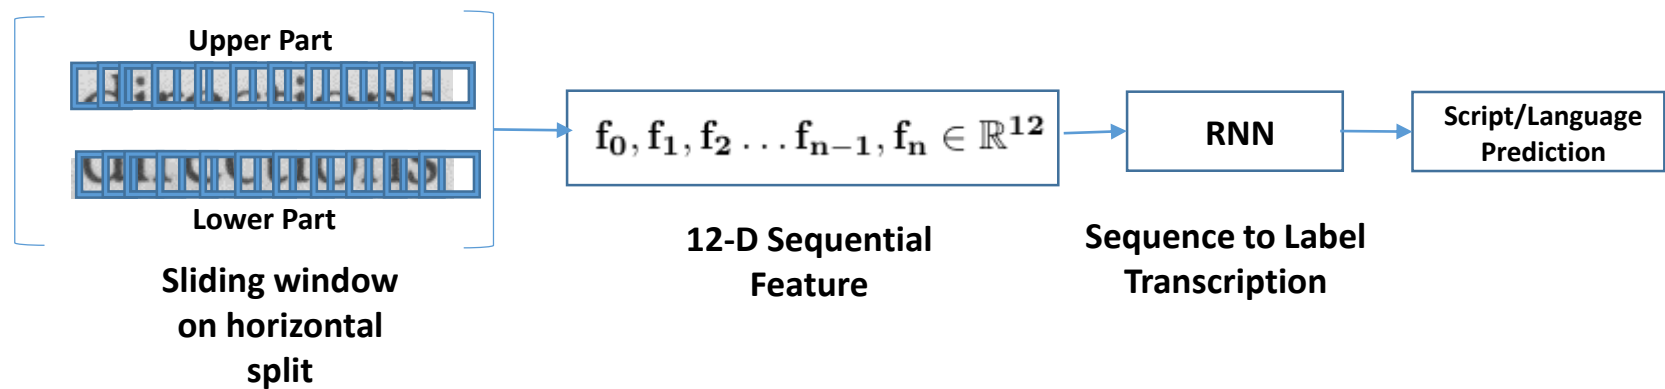 Upper Part
Lower Part
Sliding window
on horizontal
split
f₀, f₁, f₂ … fₙ₋₁, fₙ ∈ ℝ¹²
12-D Sequential
Feature
RNN
Sequence to Label
Transcription
Script/Language
Prediction